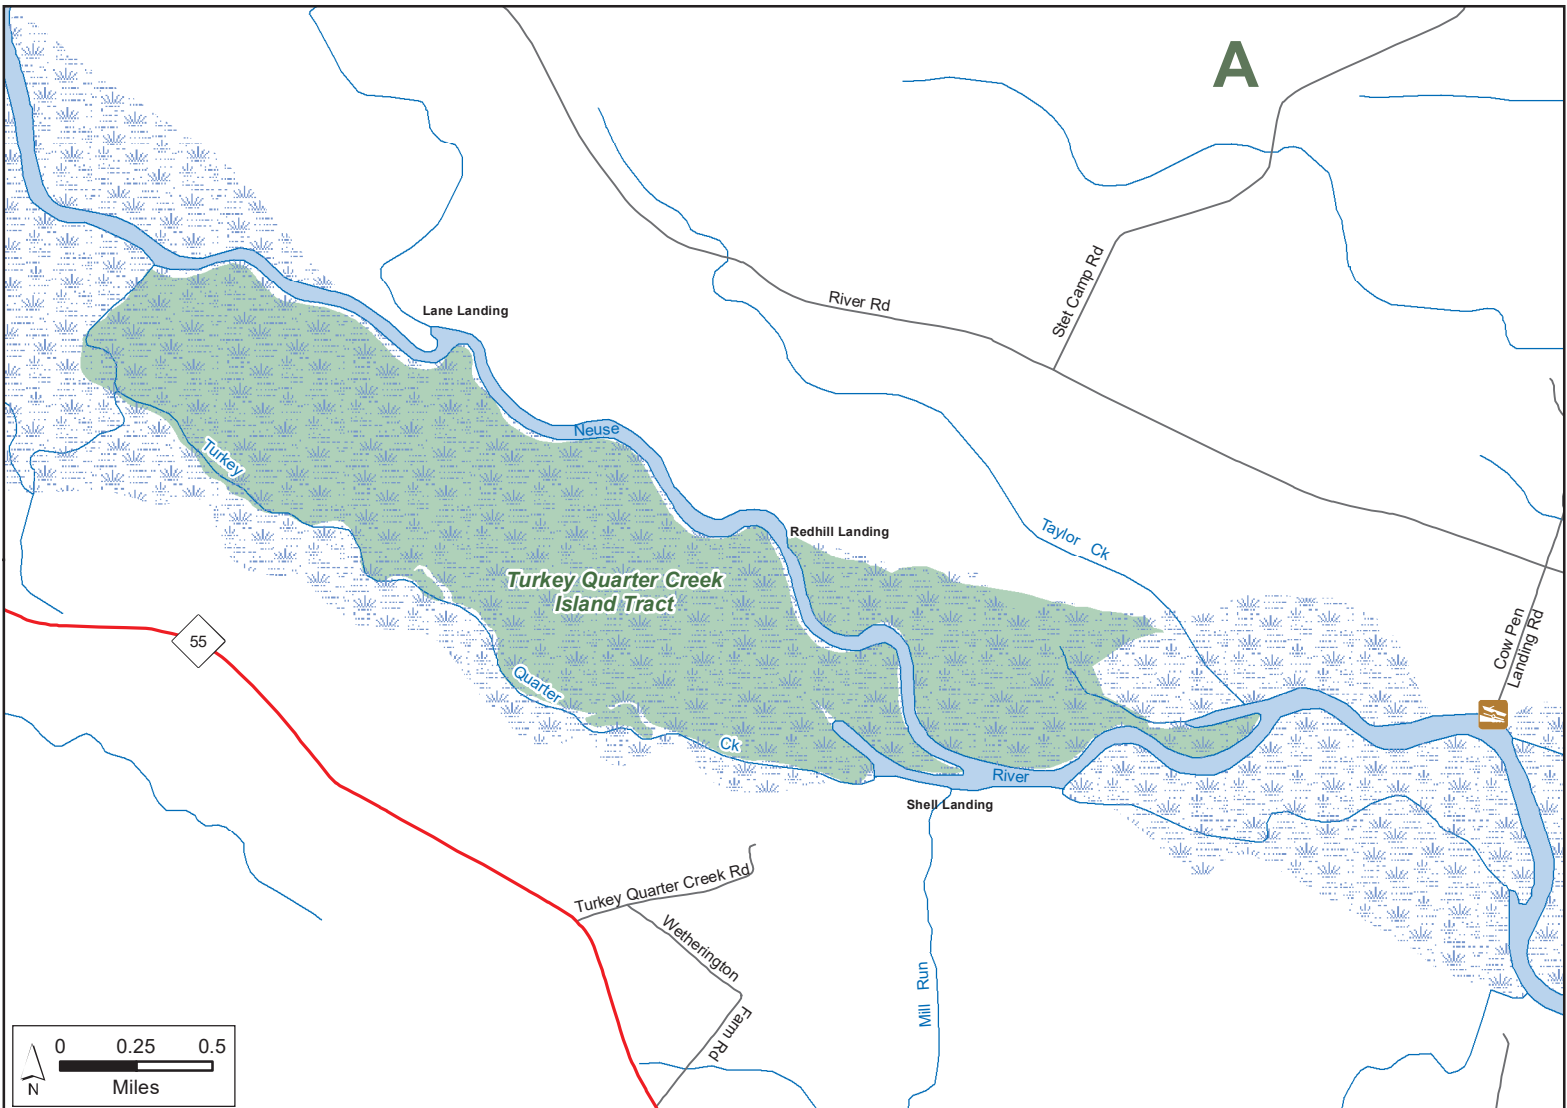 A
Stet Camp Rd
River Rd
Lane Landing
Neuse
Turkey
Redhill Landing
Taylor Ck
Turkey Quarter Creek
Island Tract
55
Cow Pen
Landing Rd
Quarter
Ck
River
Shell Landing
Turkey Quarter Creek Rd
Wetherington
Farm Rd
Mill Run
0 0.25 0.5
Miles
N